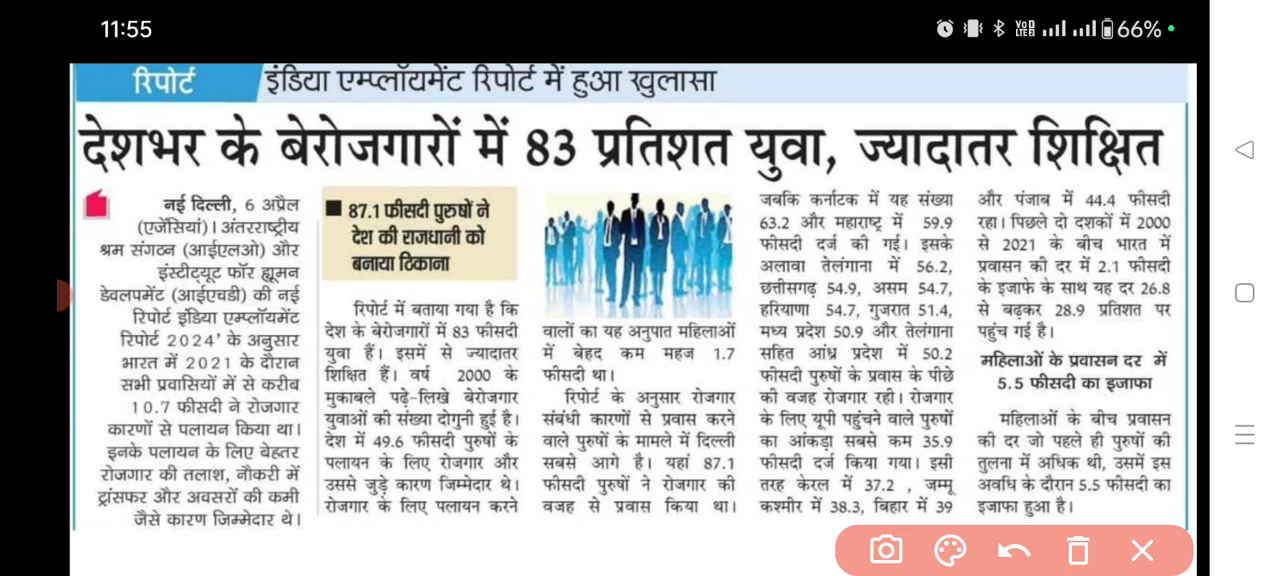 11:55
66%
रिपोर्ट
इंडिया एम्प्लॉयमेंट रिपोर्ट में हुआ खुलासा
देशभर के बेरोजगारों में 83 प्रतिशत युवा, ज्यादातर शिक्षित
नई दिल्ली, 6 अप्रैल
(एजेंसियां)। अंतरराष्ट्रीय
श्रम संगठन (आईएलओ) और
इंस्टीट्यूट फॉर ह्यूमन
डेवलपमेंट (आईएचडी) की नई
रिपोर्ट इंडिया एम्प्लॉयमेंट
रिपोर्ट 2024' के अनुसार
भारत में 2021 के दौरान
सभी प्रवासियों में से करीब
10.7 फीसदी ने रोजगार
कारणों से पलायन किया था।
इनके पलायन के लिए बेहतर
रोजगार की तलाश, नौकरी में
ट्रांसफर और अवसरों की कमी
जैसे कारण जिम्मेदार थे।
87.1 फीसदी पुरुषों ने
देश की राजधानी को
बनाया ठिकाना
रिपोर्ट में बताया गया है कि
देश के बेरोजगारों में 83 फीसदी
युवा हैं। इसमें से ज्यादातर
शिक्षित हैं। वर्ष 2000 के
मुकाबले पढ़े-लिखे बेरोजगार
युवाओं की संख्या दोगुनी हुई है।
देश में 49.6 फीसदी पुरुषों के
पलायन के लिए रोजगार और
उससे जुड़े कारण जिम्मेदार थे।
रोजगार के लिए पलायन करने
वालों का यह अनुपात महिलाओं
में बेहद कम महज 1.7
फीसदी था।
रिपोर्ट के अनुसार रोजगार
संबंधी कारणों से प्रवास करने
वाले पुरुषों के मामले में दिल्ली
सबसे आगे है। यहां 87.1
फीसदी पुरुषों ने रोजगार की
वजह से प्रवास किया था।
जबकि कर्नाटक में यह संख्या
63.2 और महाराष्ट्र में 59.9
फीसदी दर्ज की गई। इसके
अलावा तेलंगाना में 56.2,
छत्तीसगढ़ 54.9, असम 54.7,
हरियाणा 54.7, गुजरात 51.4,
मध्य प्रदेश 50.9 और तेलंगाना
सहित आंध्र प्रदेश में 50.2
फीसदी पुरुषों के प्रवास के पीछे
की वजह रोजगार रही। रोजगार
के लिए यूपी पहुंचने वाले पुरुषों
का आंकड़ा सबसे कम 35.9
फीसदी दर्ज किया गया। इसी
तरह केरल में 37.2 , जम्मू
कश्मीर में 38.3, बिहार में 39
और पंजाब में 44.4 फीसदी
रहा। पिछले दो दशकों में 2000
से 2021 के बीच भारत में
प्रवासन की दर में 2.1 फीसदी
के इजाफे के साथ यह दर 26.8
से बढ़कर 28.9 प्रतिशत पर
पहुंच गई है।
महिलाओं के प्रवासन दर में
5.5 फीसदी का इजाफा
महिलाओं के बीच प्रवासन
की दर जो पहले ही पुरुषों की
तुलना में अधिक थी, उसमें इस
अवधि के दौरान 5.5 फीसदी का
इजाफा हुआ है।